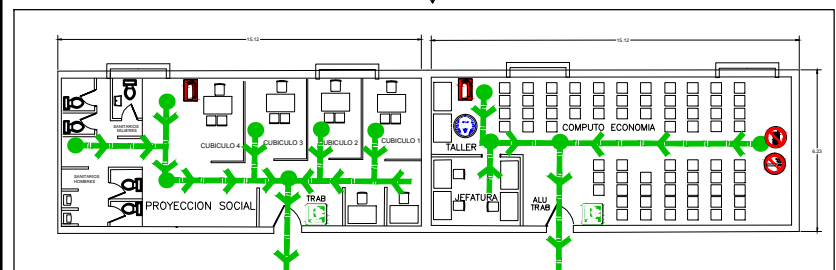 15.12
15.12
SANITARIOS
MUJERES
CUBICULO 4
CUBICULO 3
CUBICULO 2
CUBICULO 1
COMPUTO ECONOMIA
TALLER
6.23
SANITARIOS
HOMBRES
PROYECCION SOCIAL
TRAB
JEFATURA
ALU
TRAB